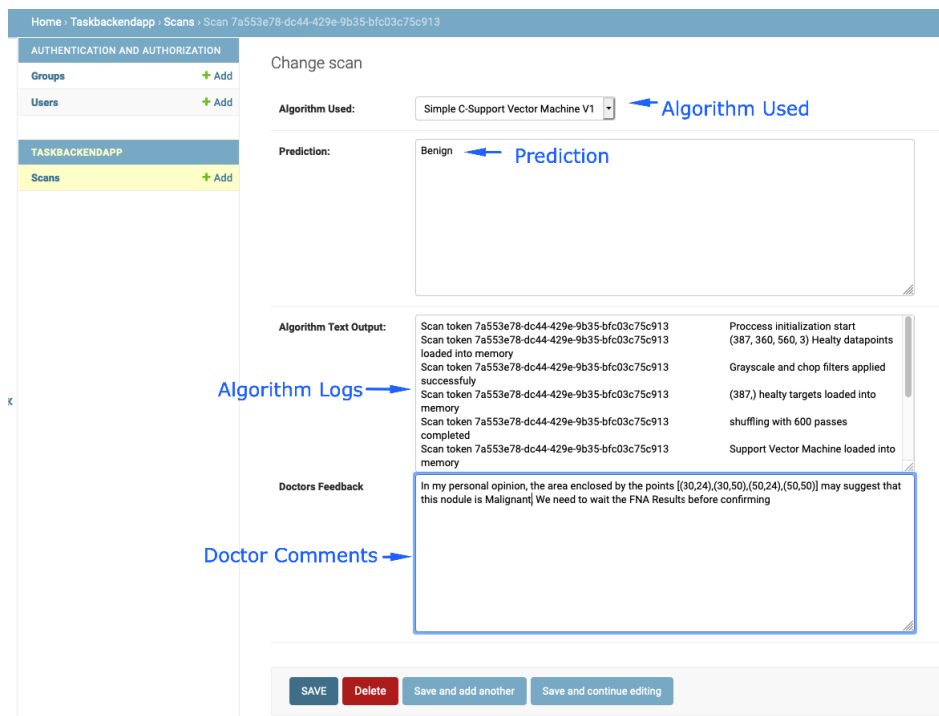 Home › Taskbackendapp › Scans › Scan 7a553e78-dc44-429e-9b35-bfc03c75c913
AUTHENTICATION AND AUTHORIZATION
Groups + Add
Users + Add
TASKBACKENDAPP
Scans + Add
Change scan
Algorithm Used: Simple C-Support Vector Machine V1 Algorithm Used
Prediction: Benign Prediction
Algorithm Text Output:
Scan token 7a553e78-dc44-429e-9b35-bfc03c75c913 Proccess initialization start
Scan token 7a553e78-dc44-429e-9b35-bfc03c75c913 (387, 360, 560, 3) Healty datapoints
loaded into memory
Scan token 7a553e78-dc44-429e-9b35-bfc03c75c913 Grayscale and chop filters applied
successfuly
Scan token 7a553e78-dc44-429e-9b35-bfc03c75c913 (387,) healty targets loaded into
memory
Scan token 7a553e78-dc44-429e-9b35-bfc03c75c913 shuffling with 600 passes
completed
Scan token 7a553e78-dc44-429e-9b35-bfc03c75c913 Support Vector Machine loaded into
memory
Algorithm Logs
Doctors Feedback
In my personal opinion, the area enclosed by the points [(30,24),(30,50),(50,24),(50,50)] may suggest that
this nodule is Malignant We need to wait the FNA Results before confirming
Doctor Comments
SAVE Delete Save and add another Save and continue editing